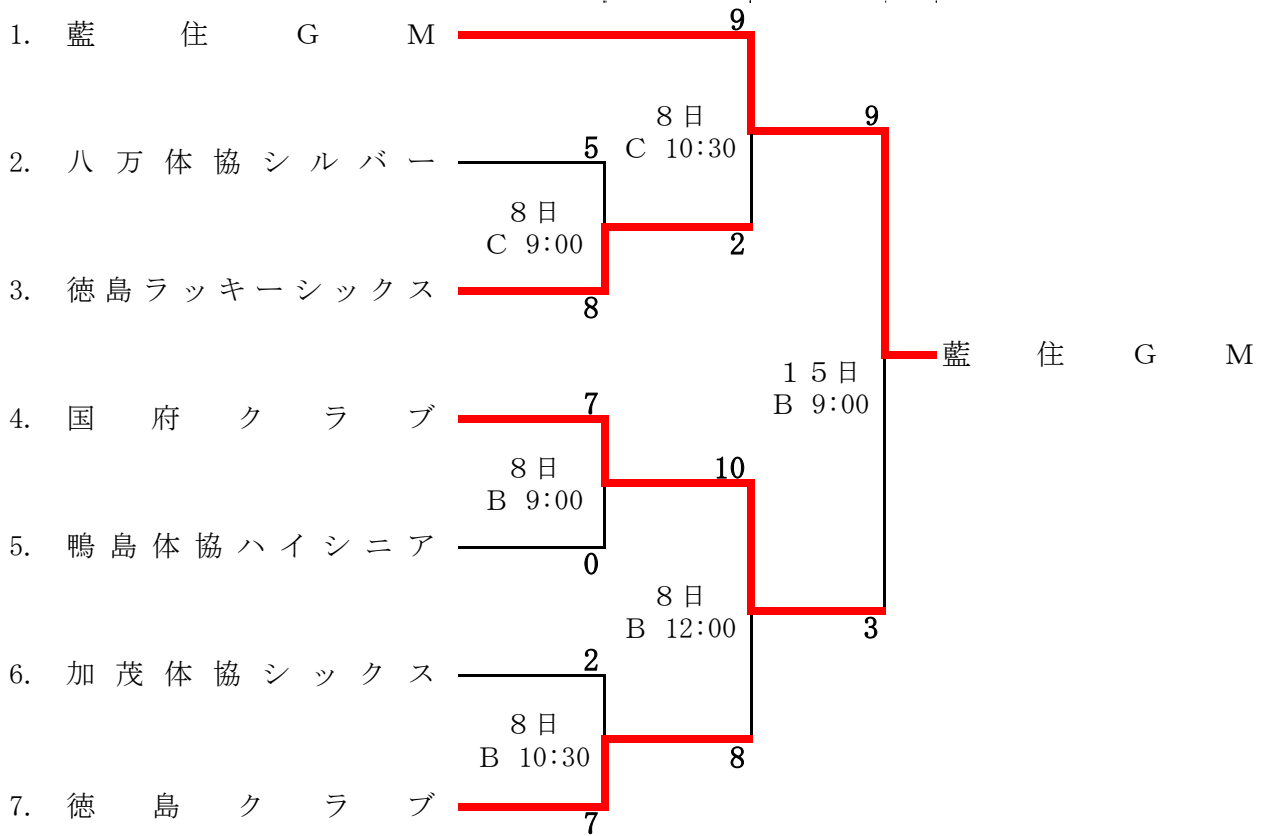 9
1. 藍住GM
8日
9
C 10:30
5
2. 八万体協シルバー
8日
C 9:00
2
3. 徳島ラッキーシックス
8
藍住GM
15日
B 9:00
7
4. 国府クラブ
8日
10
B 9:00
5. 鴨島体協ハイシニア
0
8日
B 12:00
3
2
6. 加茂体協シックス
8日
B 10:30
8
7. 徳島クラブ
7